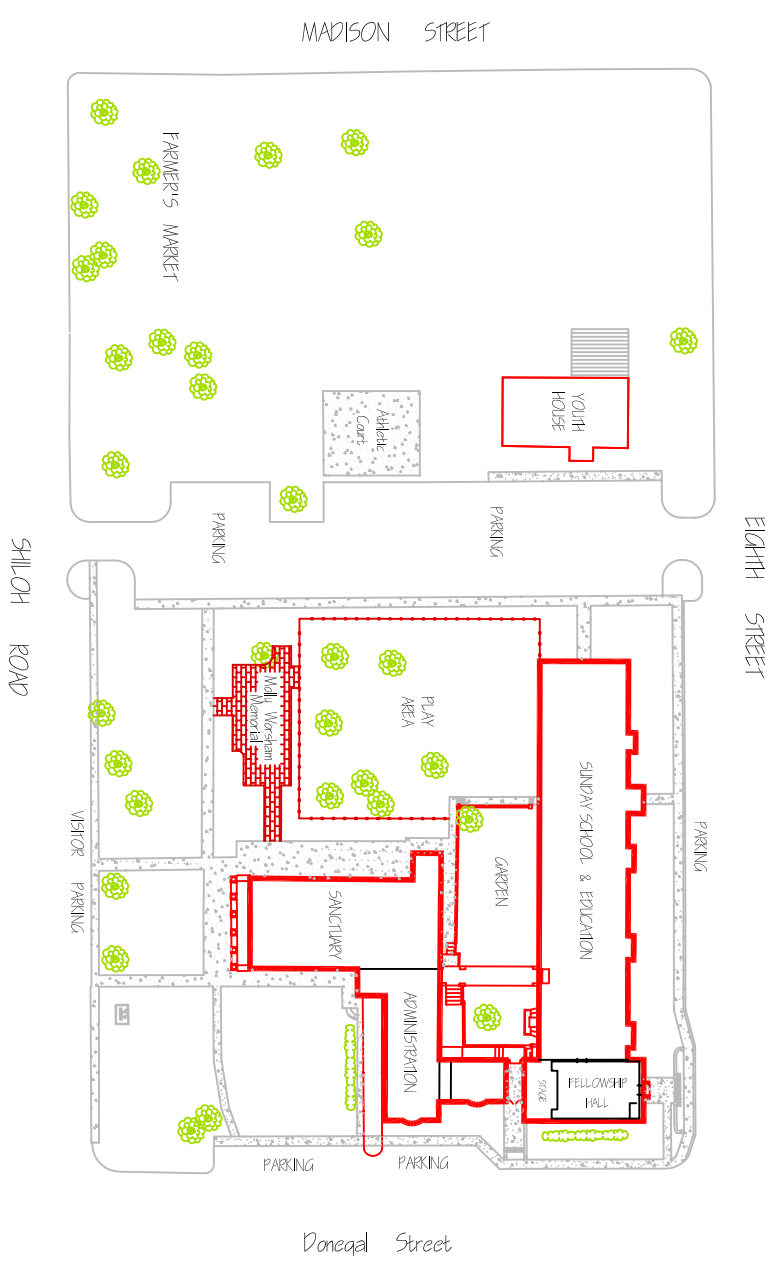 MADISON STREET
FARMER'S MARKET
YOUTH
HOUSE
Athletic
Court
PARKING
PARKING
EIGHTH STREET
SHILOH ROAD
Molly Worsham
Memorial
PLAY
AREA
SUNDAY SCHOOL & EDUCATION
VISITOR PARKING
PARKING
GARDEN
SANCTUARY
ADMINISTRATION
STAGE
FELLOWSHIP
HALL
PARKING
PARKING
Donegal Street